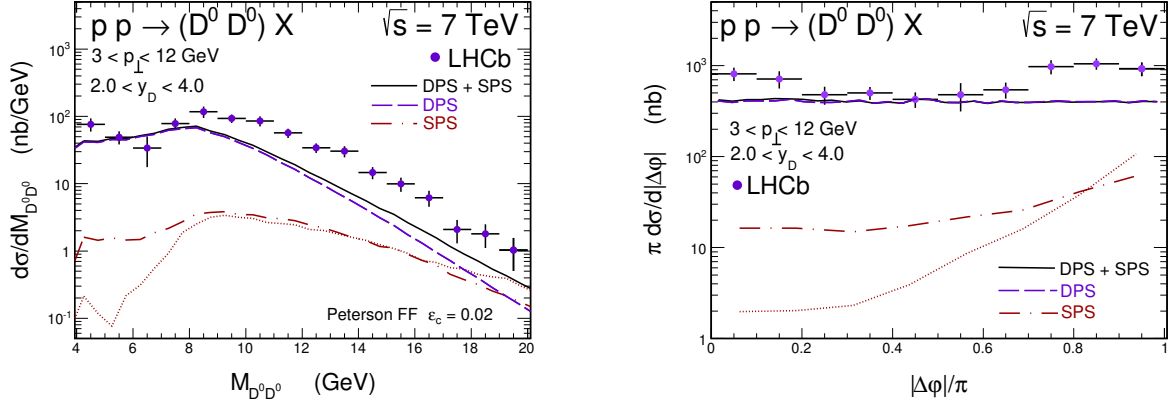 p p → (D⁰ D⁰) X √s = 7 TeV
3 < p⊥ < 12 GeV
2.0 < y_D < 4.0
LHCb
DPS + SPS
DPS
SPS
dσ/dM_D⁰D⁰ (nb/GeV)
10³
10²
10
1
10⁻¹
Peterson FF ε_c = 0.02
4 6 8 10 12 14 16 18 20
M_D⁰D⁰ (GeV)
p p → (D⁰ D⁰) X √s = 7 TeV
π dσ/d|Δφ| (nb)
10³
10²
10
1
3 < p⊥ < 12 GeV
2.0 < y_D < 4.0
LHCb
DPS + SPS
DPS
SPS
0 0.2 0.4 0.6 0.8 1
|Δφ|/π